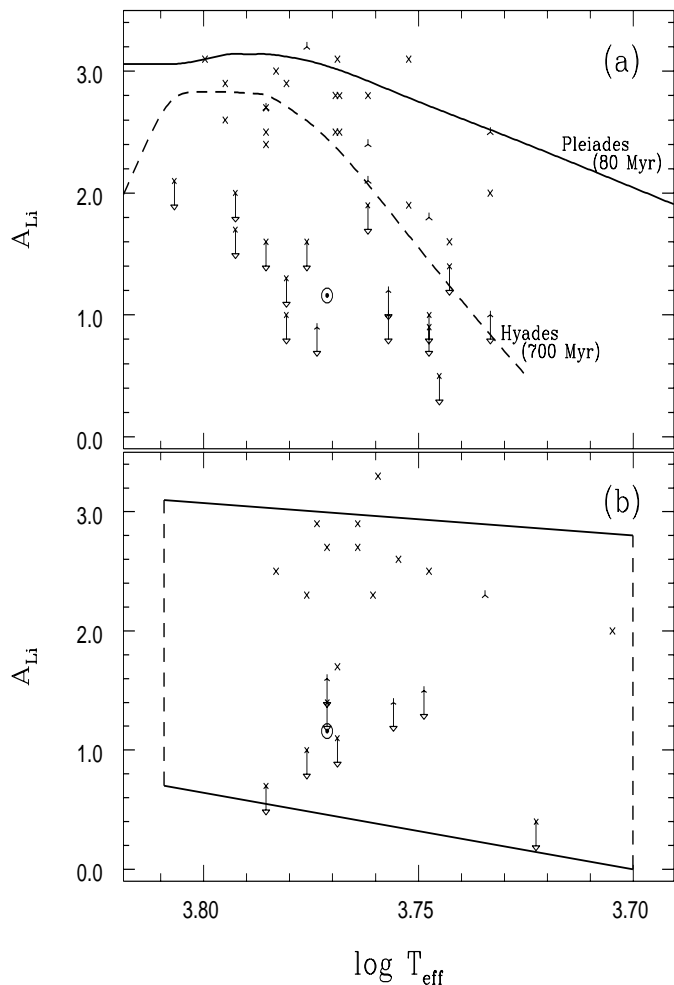 (a)
3.0
Pleiades
(80 Myr)
2.0
A_Li
1.0
Hyades
(700 Myr)
0.0
(b)
3.0
2.0
A_Li
1.0
0.0
3.80 3.75 3.70
log T_eff